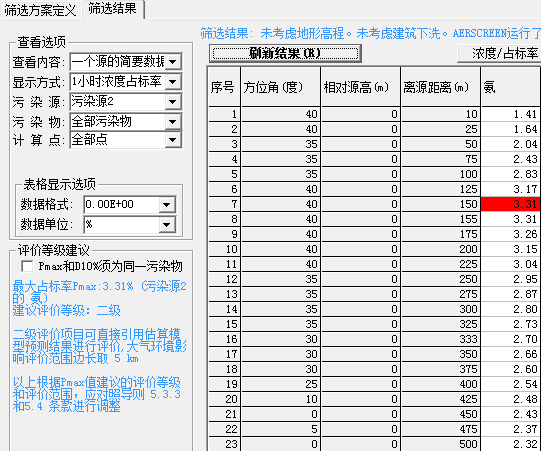 筛选方案定义 筛选结果
筛选结果: 未考虑地形高程。未考虑建筑下洗。AERSCREEN运行了
查看选项
查看内容: 一个源的简要数据
显示方式: 1小时浓度占标率
污 染 源: 污染源2
污 染 物: 全部污染物
计 算 点: 全部点
表格显示选项
数据格式: 0.00E+00
数据单位: %
评价等级建议
Pmax和D10%须为同一污染物
最大占标率Pmax:3.31% (污染源2
的 氨)
建议评价等级: 二级
二级评价项目可直接引用估算模
型预测结果进行评价,大气环境影
响评价范围边长取 5 km
以上根据Pmax值建议的评价等级
和评价范围, 应对照导则 5.3.3
和5.4 条款进行调整
刷新结果(R) 浓度/占标率
序号 方位角(度) 相对源高(m) 离源距离(m) 氨
1 40 0 10 1.41
2 40 0 25 1.64
3 35 0 50 2.04
4 35 0 75 2.43
5 35 0 100 2.83
6 40 0 125 3.17
7 40 0 150 3.31
8 40 0 155 3.31
9 40 0 175 3.26
10 40 0 200 3.15
11 40 0 225 3.04
12 35 0 250 2.95
13 35 0 275 2.87
14 35 0 300 2.80
15 35 0 325 2.73
16 30 0 333 2.70
17 30 0 350 2.66
18 30 0 375 2.60
19 25 0 400 2.54
20 10 0 425 2.48
21 0 0 450 2.43
22 5 0 475 2.37
23 0 0 500 2.32